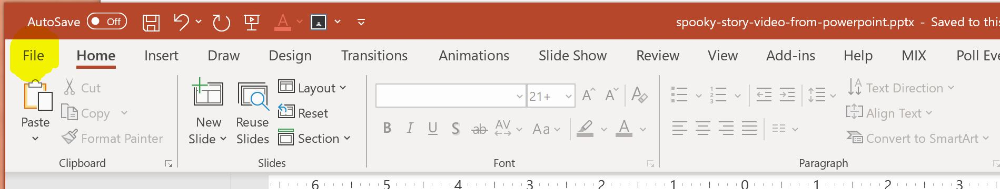 AutoSave Off
spooky-story-video-from-powerpoint.pptx - Saved to this
File Home Insert Draw Design Transitions Animations Slide Show Review View Add-ins Help MIX Poll Eve
Paste
Cut
Copy
Format Painter
Clipboard
New
Slide
Reuse
Slides
Layout
Reset
Section
Slides
21+
A A A
B I U S ab AV Aa A
Font
Text Direction
Align Text
Convert to SmartArt
Paragraph
6 5 4 3 2 1 0 1 2 3